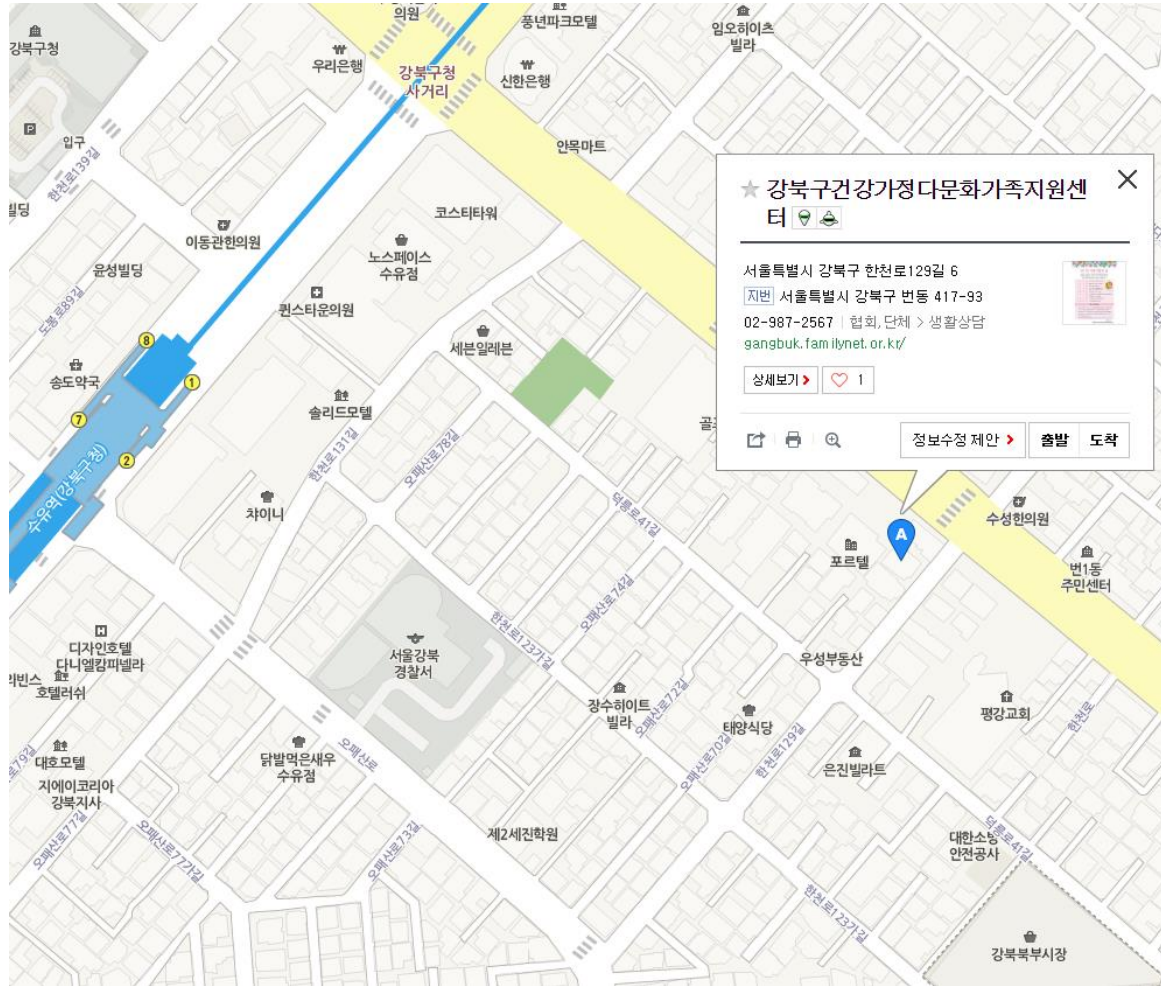 의원
풍년파크모텔
임오하이츠
빌라
강북구청
우리은행
강북구청
사거리
신한은행
P
입구
한천로139길
안목마트
빌딩
이동관한의원
코스티타워
노스페이스
수유점
윤성빌딩
퀸스타운의원
도봉로89길
세븐일레븐
8
1
송도약국
7
2
솔리드모텔
수유역(강북구청)
한천로131길
오패산로78길
챠이니
덕릉로41길
강북구건강가정다문화가족지원센
터
서울특별시 강북구 한천로129길 6
지번 서울특별시 강북구 번동 417-93
02-987-2567 | 협회,단체 > 생활상담
gangbuk.familynet.or.kr/
상세보기 >
1
정보수정 제안 >
출발
도착
골
A
포르텔
수성한의원
번1동
주민센터
오패산로74길
한천로123가길
디자인호텔
다니엘캄파넬라
서울강북
경찰서
우성부동산
리빈스
호텔러쉬
장수하이트
빌라
오패산로72길
태양식당
평강교회
한천로
오패산로70길
한천로129길
은진빌라트
오패산로
닭발먹은새우
수유점
대호모텔
로79길
지에이코리아
강북지사
오패산로77길
오패산로77가길
오패산로73길
제2세진학원
대한소방
안전공사
덕릉로41길
한천로123가길
강북북부시장